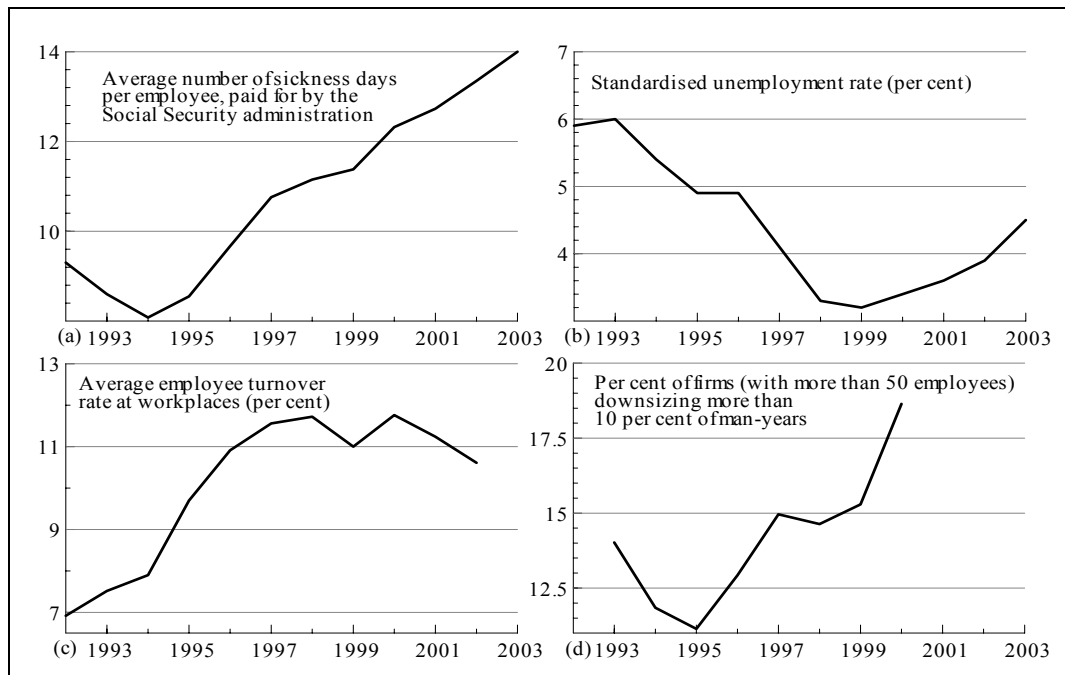 14
12
10
Average number of sickness days
per employee, paid for by the
Social Security administration
(a) 1993 1995 1997 1999 2001 2003
7
6
5
4
Standardised unemployment rate (per cent)
(b) 1993 1995 1997 1999 2001 2003
13
11
9
7
Average employee turnover
rate at workplaces (per cent)
(c) 1993 1995 1997 1999 2001 2003
20
17.5
15
12.5
Per cent of firms (with more than 50 employees)
downsizing more than
10 per cent of man-years
(d) 1993 1995 1997 1999 2001 2003